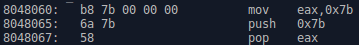 8048060: b8 7b 00 00 00 mov eax,0x7b
8048065: 6a 7b push 0x7b
8048067: 58 pop eax